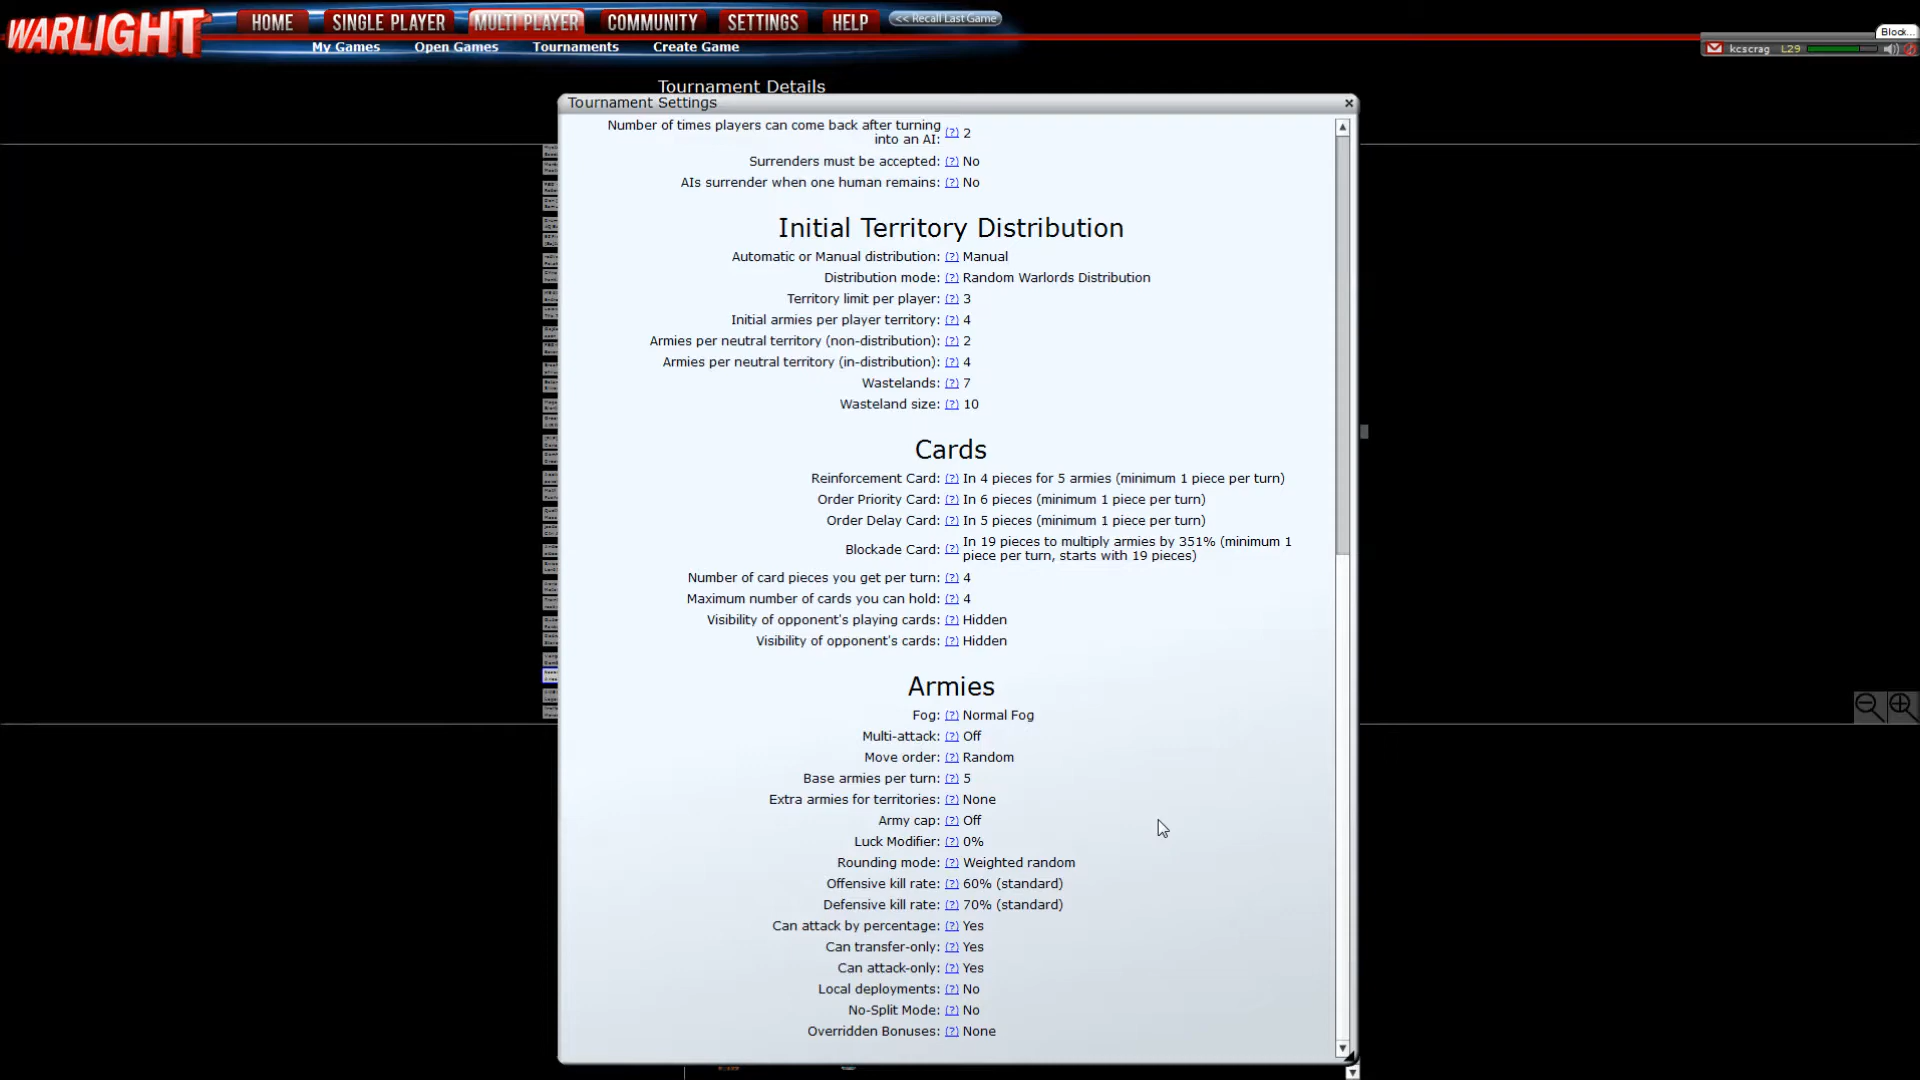 WARLIGHT
HOME SINGLE PLAYER MULTI PLAYER COMMUNITY SETTINGS HELP << Recall Last Game
My Games Open Games Tournaments Create Game
Block...
kcscrag L29
Tournament Details
Tournament Settings
Number of times players can come back after turning
into an AI: (?) 2
Surrenders must be accepted: (?) No
AIs surrender when one human remains: (?) No
Initial Territory Distribution
Automatic or Manual distribution: (?) Manual
Distribution mode: (?) Random Warlords Distribution
Territory limit per player: (?) 3
Initial armies per player territory: (?) 4
Armies per neutral territory (non-distribution): (?) 2
Armies per neutral territory (in-distribution): (?) 4
Wastelands: (?) 7
Wasteland size: (?) 10
Cards
Reinforcement Card: (?) In 4 pieces for 5 armies (minimum 1 piece per turn)
Order Priority Card: (?) In 6 pieces (minimum 1 piece per turn)
Order Delay Card: (?) In 5 pieces (minimum 1 piece per turn)
Blockade Card: (?) In 19 pieces to multiply armies by 351% (minimum 1
piece per turn, starts with 19 pieces)
Number of card pieces you get per turn: (?) 4
Maximum number of cards you can hold: (?) 4
Visibility of opponent's playing cards: (?) Hidden
Visibility of opponent's cards: (?) Hidden
Armies
Fog: (?) Normal Fog
Multi-attack: (?) Off
Move order: (?) Random
Base armies per turn: (?) 5
Extra armies for territories: (?) None
Army cap: (?) Off
Luck Modifier: (?) 0%
Rounding mode: (?) Weighted random
Offensive kill rate: (?) 60% (standard)
Defensive kill rate: (?) 70% (standard)
Can attack by percentage: (?) Yes
Can transfer-only: (?) Yes
Can attack-only: (?) Yes
Local deployments: (?) No
No-Split Mode: (?) No
Overridden Bonuses: (?) None